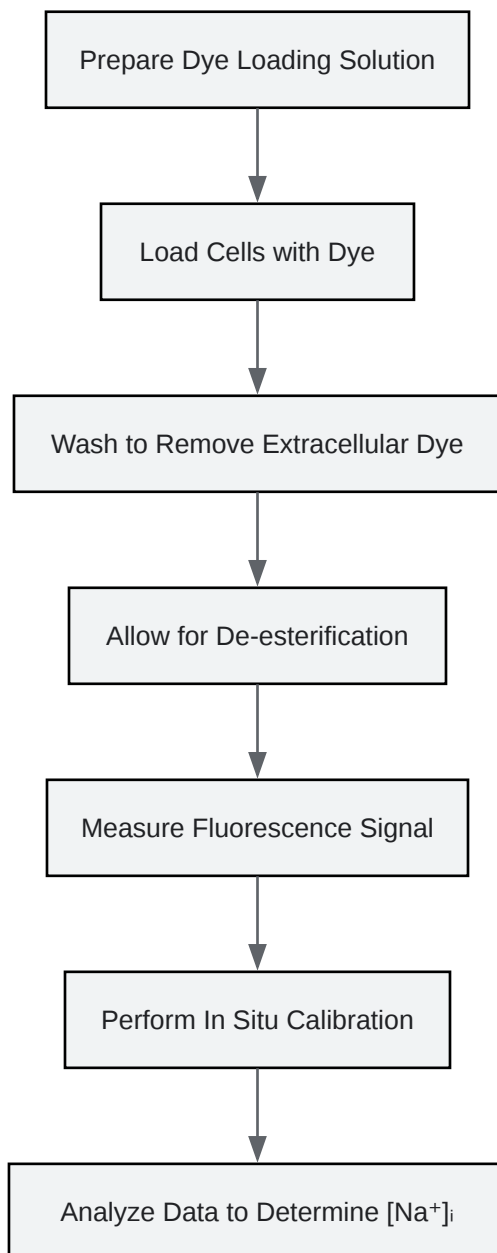 Prepare Dye Loading Solution
Load Cells with Dye
Wash to Remove Extracellular Dye
Allow for De-esterification
Measure Fluorescence Signal
Perform In Situ Calibration
Analyze Data to Determine [Na⁺]ᵢ